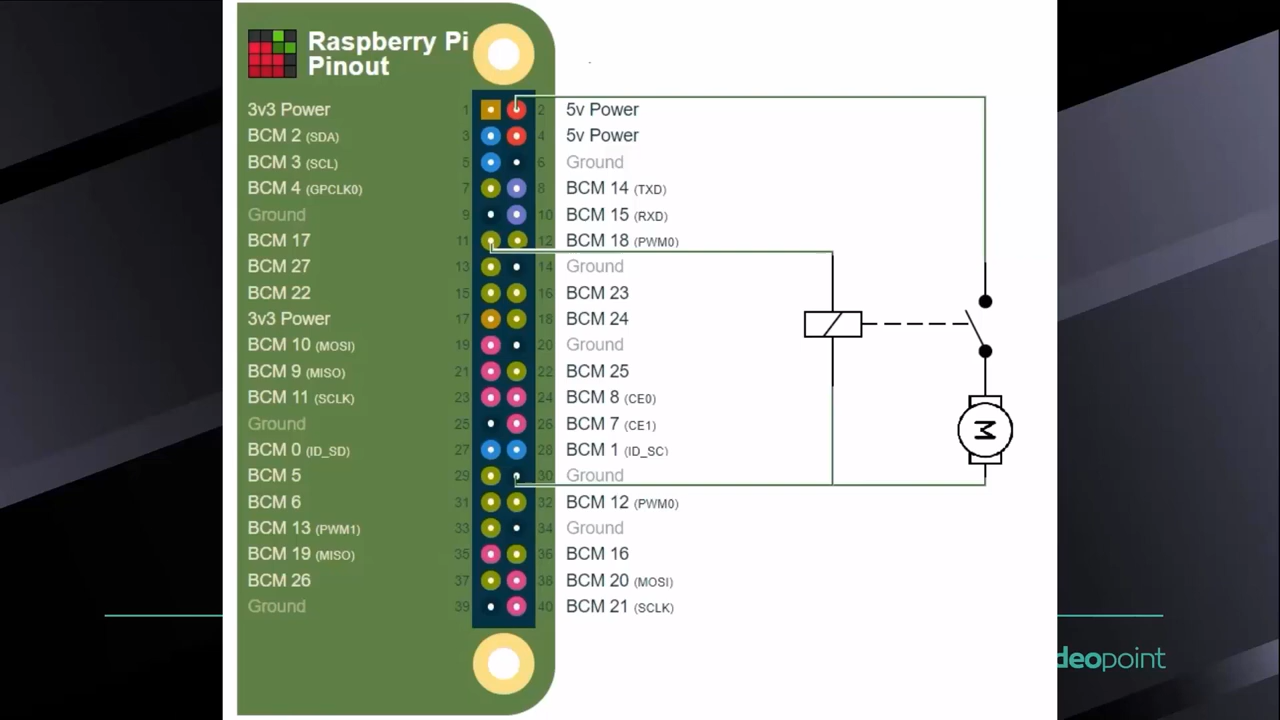 Raspberry Pi
Pinout
3v3 Power 1 2 5v Power
BCM 2 (SDA) 3 4 5v Power
BCM 3 (SCL) 5 6 Ground
BCM 4 (GPCLK0) 7 8 BCM 14 (TXD)
Ground 9 10 BCM 15 (RXD)
BCM 17 11 12 BCM 18 (PWM0)
BCM 27 13 14 Ground
BCM 22 15 16 BCM 23
3v3 Power 17 18 BCM 24
BCM 10 (MOSI) 19 20 Ground
BCM 9 (MISO) 21 22 BCM 25
BCM 11 (SCLK) 23 24 BCM 8 (CE0)
Ground 25 26 BCM 7 (CE1)
BCM 0 (ID_SD) 27 28 BCM 1 (ID_SC)
BCM 5 29 30 Ground
BCM 6 31 32 BCM 12 (PWM0)
BCM 13 (PWM1) 33 34 Ground
BCM 19 (MISO) 35 36 BCM 16
BCM 26 37 38 BCM 20 (MOSI)
Ground 39 40 BCM 21 (SCLK)
M
deopoint